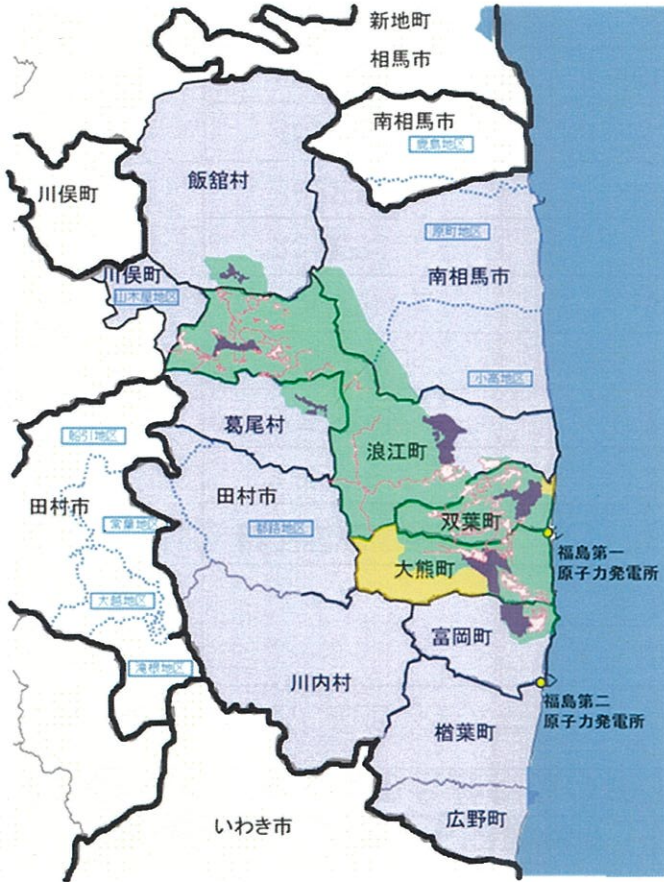 新地町
相馬市
南相馬市
鹿島地区
川俣町
飯舘村
原町地区
川俣町
南相馬市
山木屋地区
小高地区
葛尾村
船引地区
浪江町
田村市
田村市
双葉町
常葉地区
都路地区
福島第一
原子力発電所
大熊町
大越地区
富岡町
滝根地区
川内村
福島第二
原子力発電所
楢葉町
いわき市
広野町